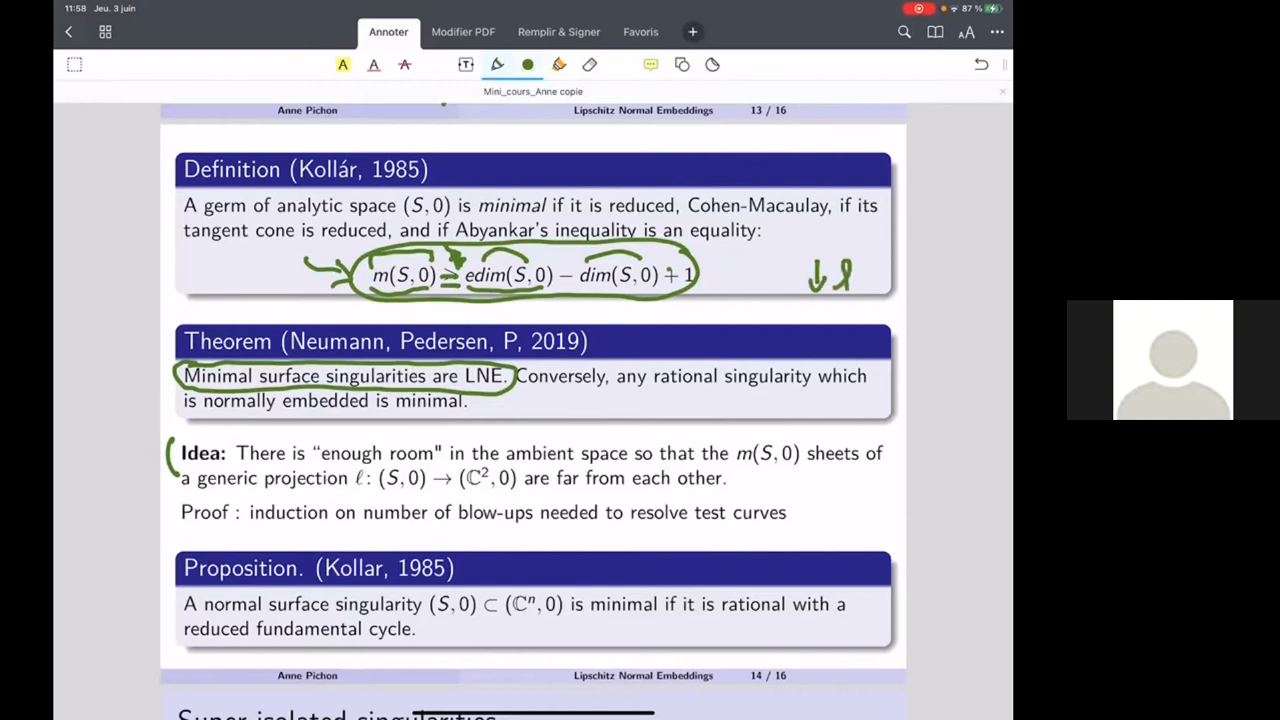 11:58 Jeu. 3 juin
87 %
Annoter Modifier PDF Remplir & Signer Favoris +
AA
A A A T
Mini_cours_Anne copie
Anne Pichon Lipschitz Normal Embeddings 13 / 16
Definition (Kollár, 1985)
A germ of analytic space (S, 0) is minimal if it is reduced, Cohen-Macaulay, if its
tangent cone is reduced, and if Abyankar's inequality is an equality:
m(S, 0) ≥ edim(S, 0) − dim(S, 0) + 1
↓ ℓ
Theorem (Neumann, Pedersen, P, 2019)
Minimal surface singularities are LNE. Conversely, any rational singularity which
is normally embedded is minimal.
Idea: There is “enough room" in the ambient space so that the m(S, 0) sheets of
a generic projection ℓ: (S, 0) → (ℂ², 0) are far from each other.
Proof : induction on number of blow-ups needed to resolve test curves
Proposition. (Kollar, 1985)
A normal surface singularity (S, 0) ⊂ (ℂⁿ, 0) is minimal if it is rational with a
reduced fundamental cycle.
Anne Pichon Lipschitz Normal Embeddings 14 / 16
Super isolated singularities